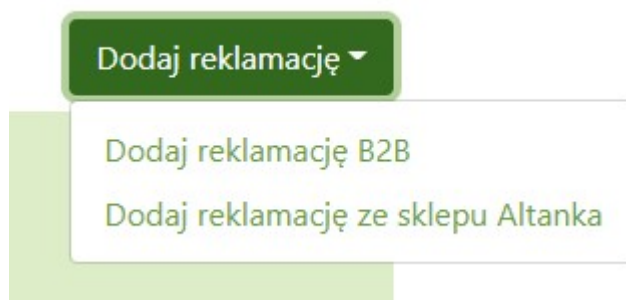 Dodaj reklamację
Dodaj reklamację B2B
Dodaj reklamację ze sklepu Altanka